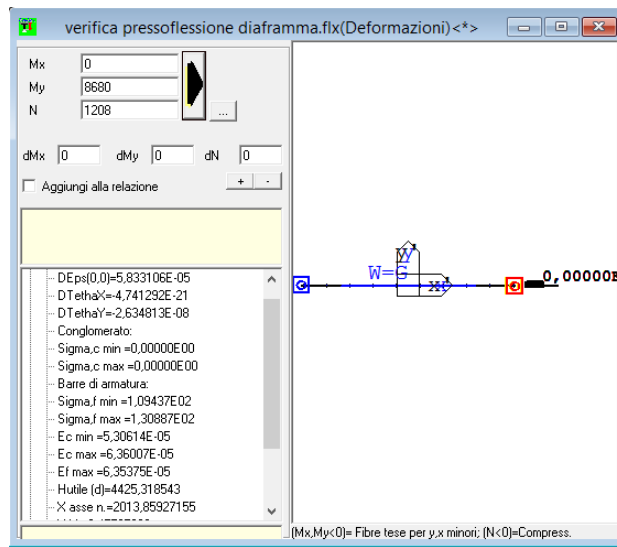 verifica pressoflessione diaframma.flx(Deformazioni)<*>
Mx 0
My 8680
N 1208
...
dMx 0 dMy 0 dN 0
Aggiungi alla relazione + -
DEps(0,0)=5,833106E-05
DTethaX=-4,741292E-21
DTethaY=-2,634813E-08
Conglomerato:
Sigma,c min =0,00000E00
Sigma,c max =0,00000E00
Barre di armatura:
Sigma,f min =1,09437E02
Sigma,f max =1,30887E02
Ec min =5,30614E-05
Ec max =6,36007E-05
Ef max =6,35375E-05
Hutile (d)=4425,318543
X asse n.=2013,85927155
W=G
0,00000E
(Mx,My<0)= Fibre tese per y,x minori; (N<0)=Compress.